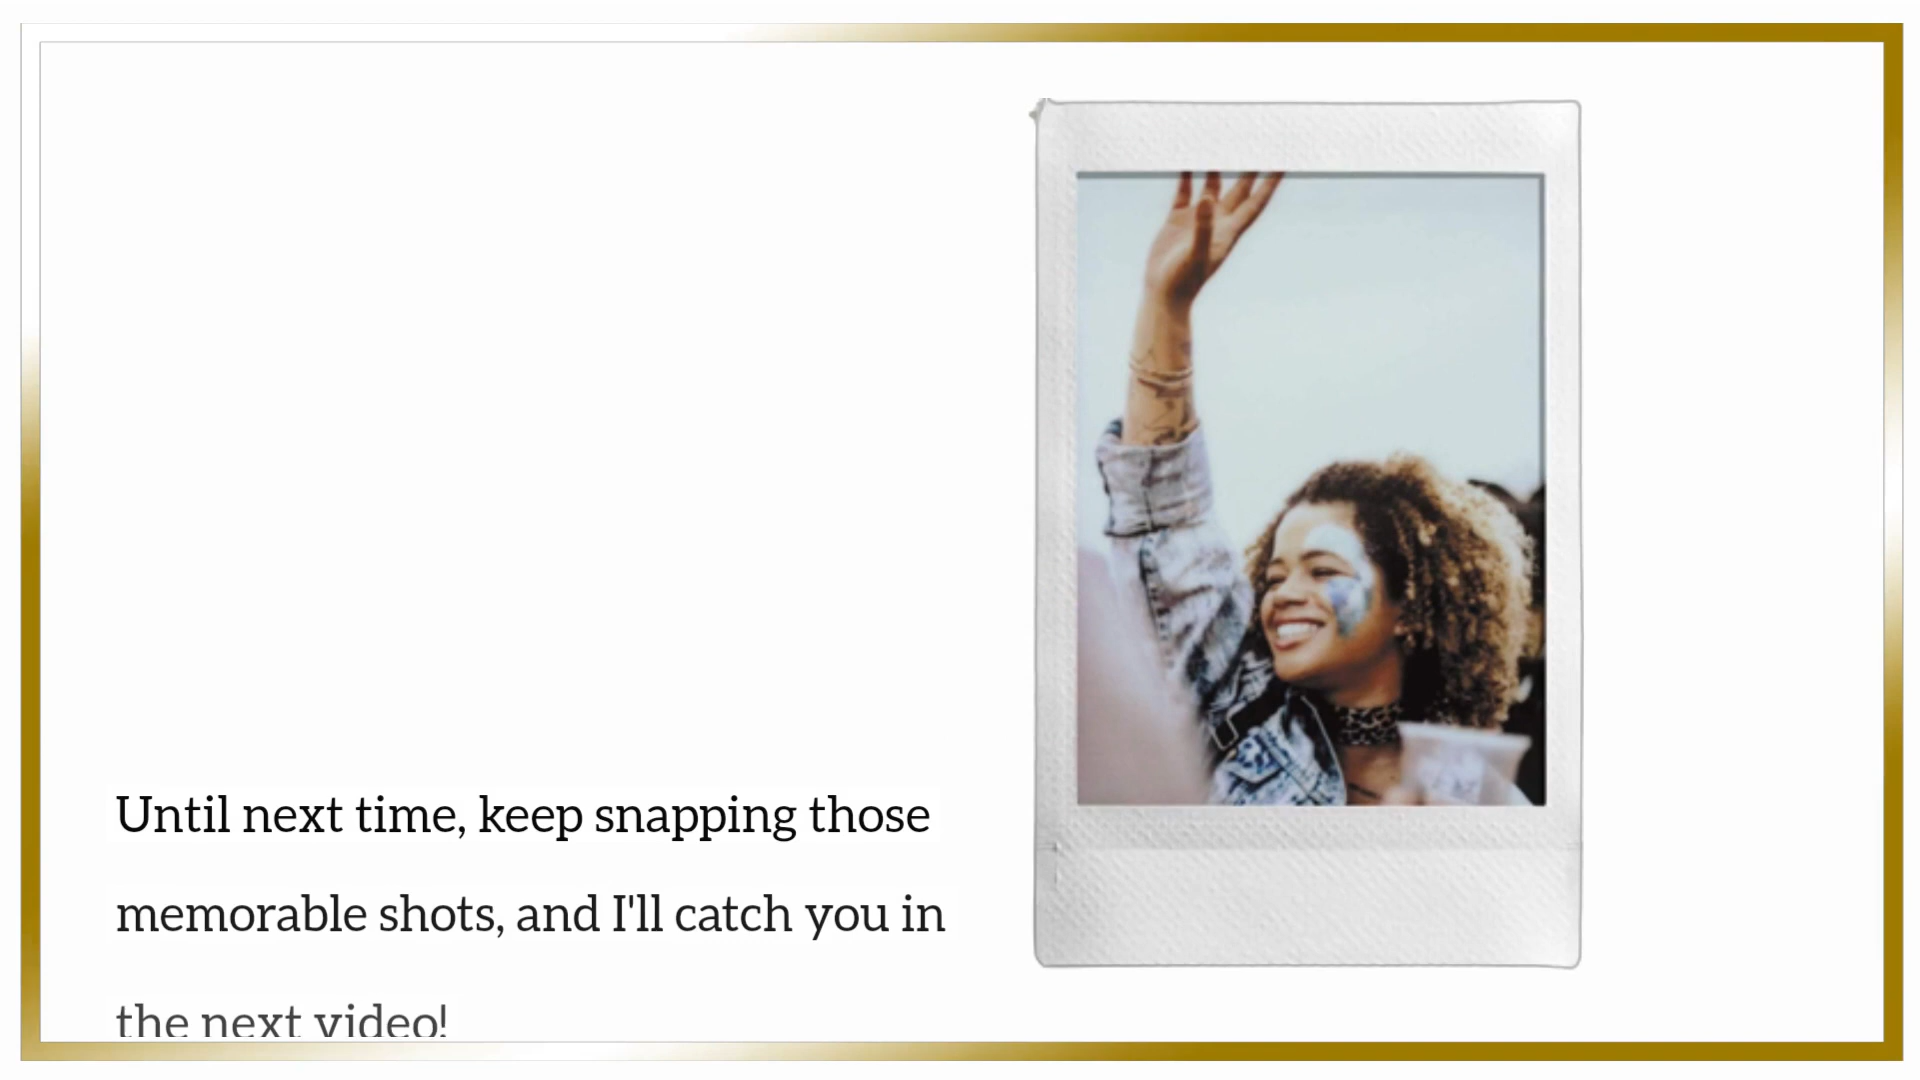 Until next time, keep snapping those
memorable shots, and I'll catch you in
the next video!